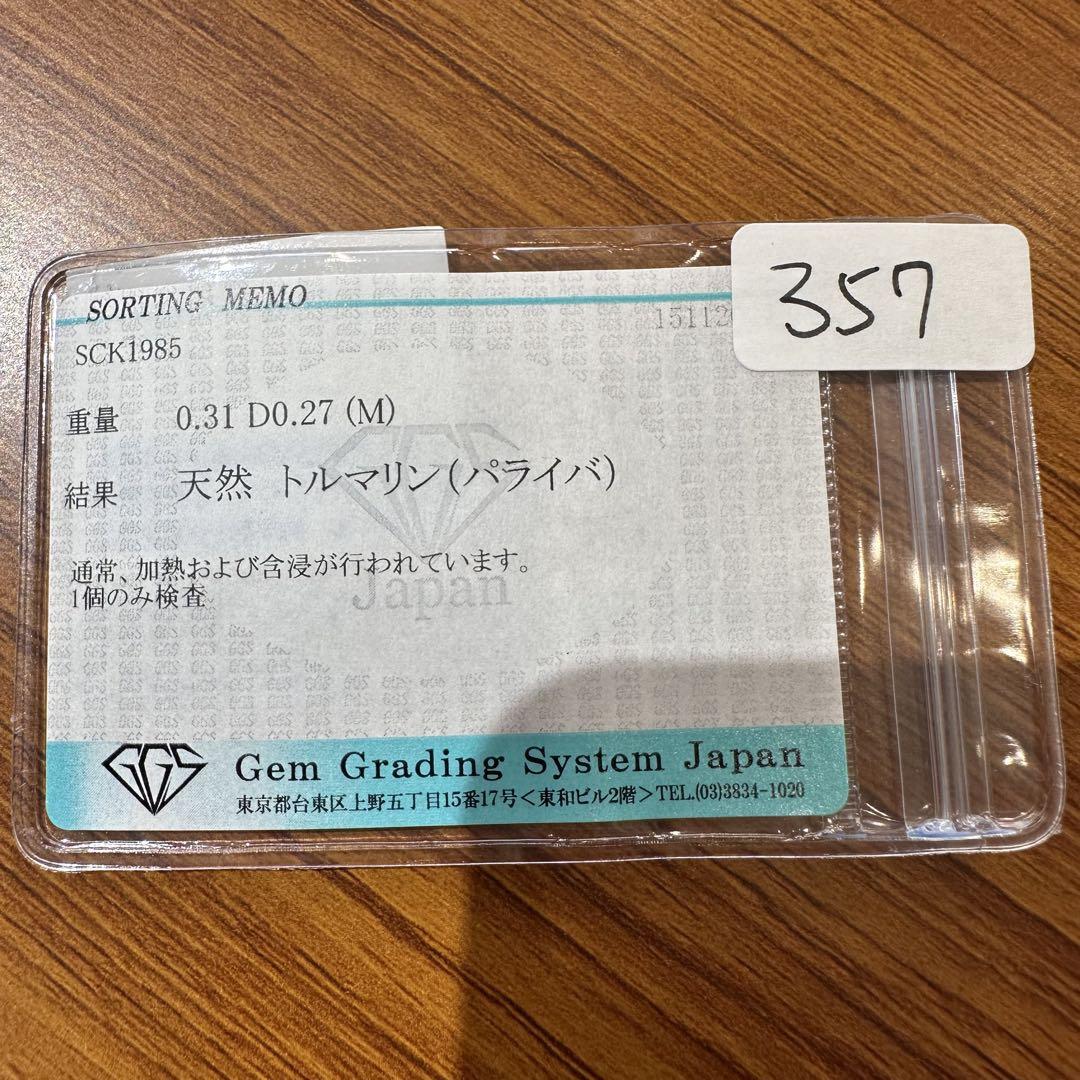 357
SORTING MEMO
SCK1985
重量 0.31 D0.27 (M)
結果 天然 トルマリン(パライバ)
通常、加熱および含浸が行われています。
1個のみ検査
Japan
GGS Gem Grading System Japan
東京都台東区上野五丁目15番17号<東和ビル2階>TEL.(03)3834-1020